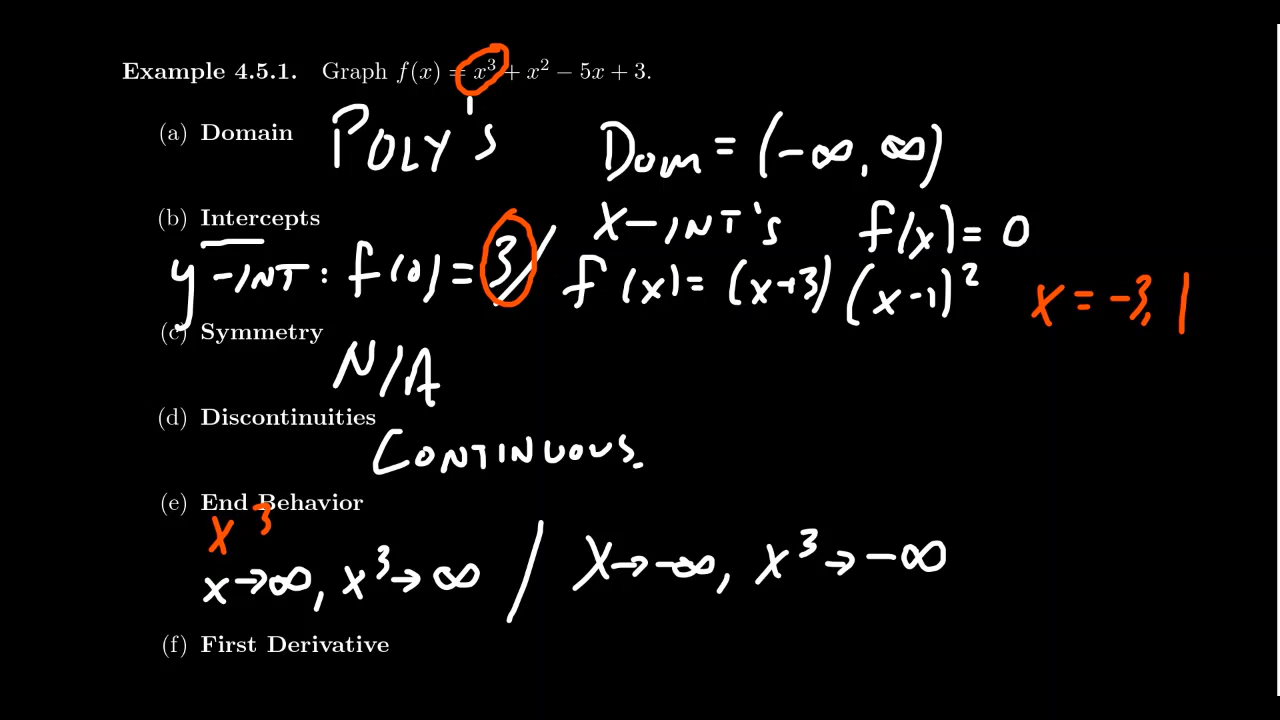 Example 4.5.1. Graph f(x) = x³ + x² − 5x + 3.
(a) Domain POLY's Dom = (-∞, ∞)
(b) Intercepts x-INT's f(x) = 0
y-INT: f(0) = 3 f(x) = (x+3)(x-1)² x = -3, 1
(c) Symmetry
N/A
(d) Discontinuities
CONTINUOUS.
(e) End Behavior
x³
x→∞, x³→∞ / x→-∞, x³→-∞
(f) First Derivative